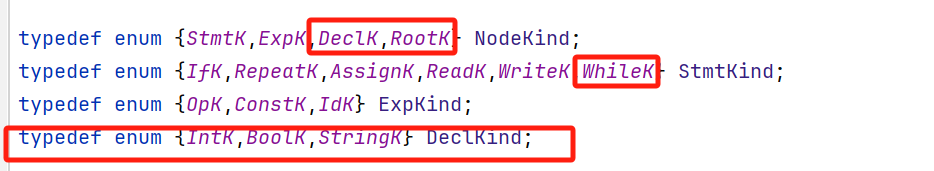 typedef enum {StmtK,ExpK,DeclK,RootK} NodeKind;
typedef enum {IfK,RepeatK,AssignK,ReadK,WriteK,WhileK} StmtKind;
typedef enum {OpK,ConstK,IdK} ExpKind;
typedef enum {IntK,BoolK,StringK} DeclKind;